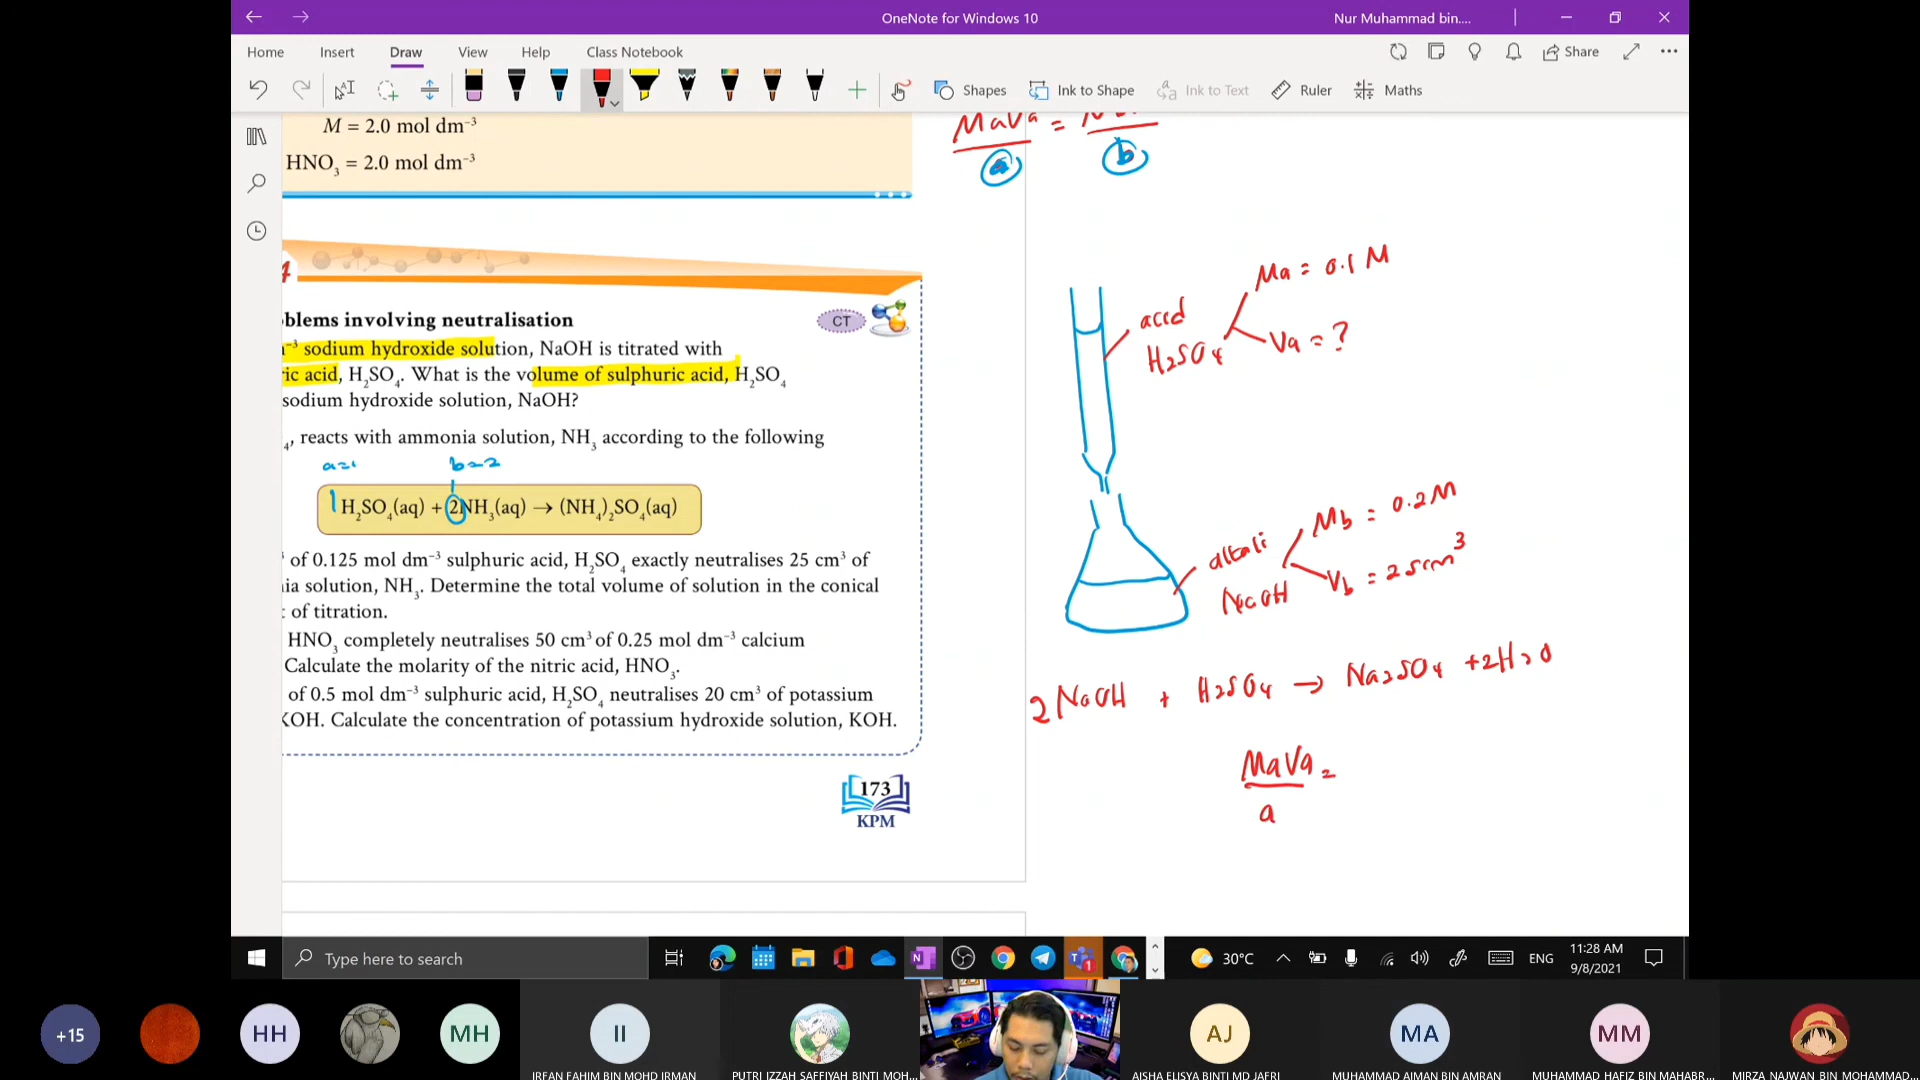 OneNote for Windows 10
Nur Muhammad bin....
Home Insert Draw View Help Class Notebook
Share
Shapes Ink to Shape Ink to Text Ruler Maths
M = 2.0 mol dm⁻³
HNO₃ = 2.0 mol dm⁻³
MaVa =
a b
4
CT
blems involving neutralisation
⁻³ sodium hydroxide solution, NaOH is titrated with
ic acid, H₂SO₄. What is the volume of sulphuric acid, H₂SO₄
sodium hydroxide solution, NaOH?
₄, reacts with ammonia solution, NH₃ according to the following
a=1 b=2
1 H₂SO₄(aq) + 2NH₃(aq) → (NH₄)₂SO₄(aq)
of 0.125 mol dm⁻³ sulphuric acid, H₂SO₄ exactly neutralises 25 cm³ of
ia solution, NH₃. Determine the total volume of solution in the conical
of titration.
HNO₃ completely neutralises 50 cm³ of 0.25 mol dm⁻³ calcium
Calculate the molarity of the nitric acid, HNO₃.
of 0.5 mol dm⁻³ sulphuric acid, H₂SO₄ neutralises 20 cm³ of potassium
KOH. Calculate the concentration of potassium hydroxide solution, KOH.
173
KPM
acid
H₂SO₄
Ma = 0.1 M
Va = ?
alkali
NaOH
Mb = 0.2M
Vb = 25cm³
2NaOH + H₂SO₄ → Na₂SO₄ + 2H₂O
MaVa =
a
Type here to search
30°C
ENG
11:28 AM
9/8/2021
+15
HH
MH
II
AJ
MA
MM
IRFAN FAHIM BIN MOHD IRMAN
PUTRI IZZAH SAFFIYAH BINTI MOH...
AISHA ELISYA BINTI MD JAFRI
MUHAMMAD AIMAN BIN AMRAN
MUHAMMAD HAFIZ BIN MAHABR...
MIRZA NAJWAN BIN MOHAMMAD...